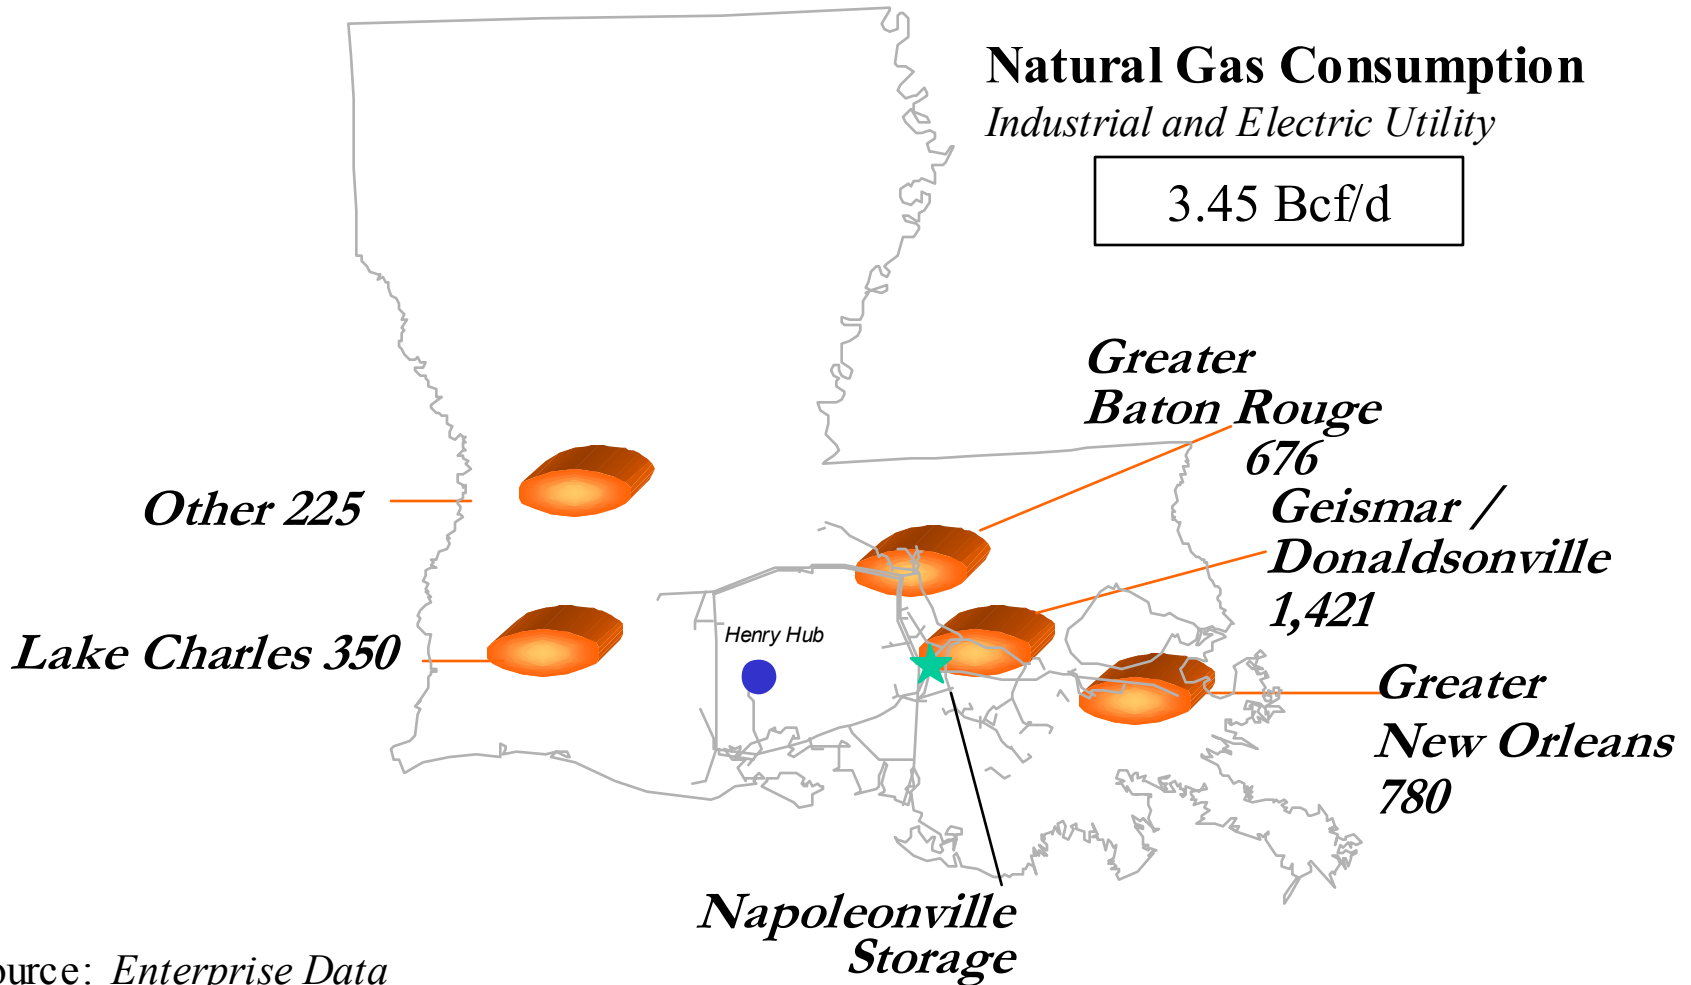 Natural Gas Consumption
Industrial and Electric Utility
3.45 Bcf/d
Greater
Baton Rouge
676
Geismar /
Donaldsonville
1,421
Other 225
Henry Hub
Lake Charles 350
Greater
New Orleans
780
Napoleonville
Storage
ource: Enterprise Data